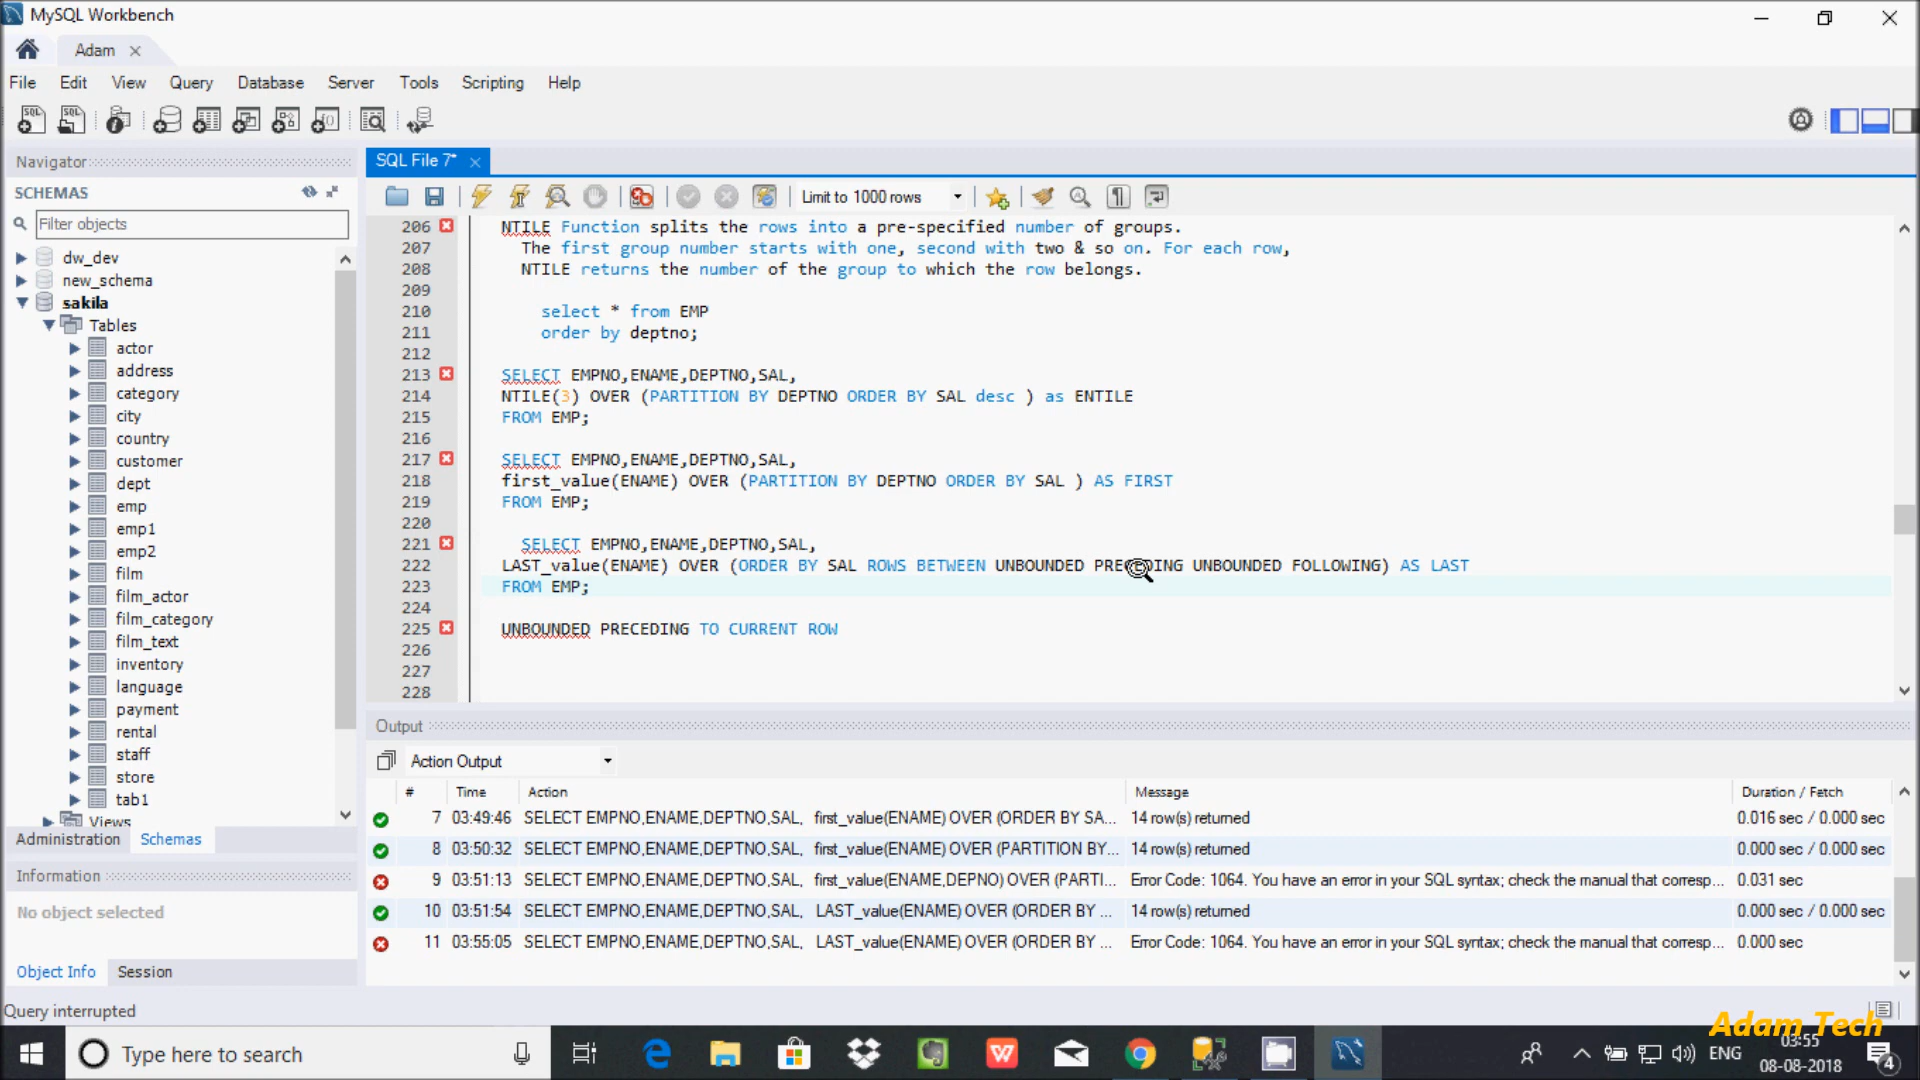 MySQL Workbench
Adam
File Edit View Query Database Server Tools Scripting Help
Navigator
SCHEMAS
Filter objects
dw_dev
new_schema
sakila
Tables
actor
address
category
city
country
customer
dept
emp
emp1
emp2
film
film_actor
film_category
film_text
inventory
language
payment
rental
staff
store
tab1
Views
Administration Schemas
Information
No object selected
Object Info Session
Query interrupted
SQL File 7*
Limit to 1000 rows
206 NTILE Function splits the rows into a pre-specified number of groups.
207 The first group number starts with one, second with two & so on. For each row,
208 NTILE returns the number of the group to which the row belongs.
209
210 select * from EMP
211 order by deptno;
212
213 SELECT EMPNO,ENAME,DEPTNO,SAL,
214 NTILE(3) OVER (PARTITION BY DEPTNO ORDER BY SAL desc ) as ENTILE
215 FROM EMP;
216
217 SELECT EMPNO,ENAME,DEPTNO,SAL,
218 first_value(ENAME) OVER (PARTITION BY DEPTNO ORDER BY SAL ) AS FIRST
219 FROM EMP;
220
221 SELECT EMPNO,ENAME,DEPTNO,SAL,
222 LAST_value(ENAME) OVER (ORDER BY SAL ROWS BETWEEN UNBOUNDED PRECEDING UNBOUNDED FOLLOWING) AS LAST
223 FROM EMP;
224
225 UNBOUNDED PRECEDING TO CURRENT ROW
226
227
228
Output
Action Output
# Time Action Message Duration / Fetch
7 03:49:46 SELECT EMPNO,ENAME,DEPTNO,SAL, first_value(ENAME) OVER (ORDER BY SA... 14 row(s) returned 0.016 sec / 0.000 sec
8 03:50:32 SELECT EMPNO,ENAME,DEPTNO,SAL, first_value(ENAME) OVER (PARTITION BY... 14 row(s) returned 0.000 sec / 0.000 sec
9 03:51:13 SELECT EMPNO,ENAME,DEPTNO,SAL, first_value(ENAME,DEPNO) OVER (PARTI... Error Code: 1064. You have an error in your SQL syntax; check the manual that corresp... 0.031 sec
10 03:51:54 SELECT EMPNO,ENAME,DEPTNO,SAL, LAST_value(ENAME) OVER (ORDER BY ... 14 row(s) returned 0.000 sec / 0.000 sec
11 03:55:05 SELECT EMPNO,ENAME,DEPTNO,SAL, LAST_value(ENAME) OVER (ORDER BY ... Error Code: 1064. You have an error in your SQL syntax; check the manual that corresp... 0.000 sec
Adam Tech
Type here to search
ENG
03:55
08-08-2018
4